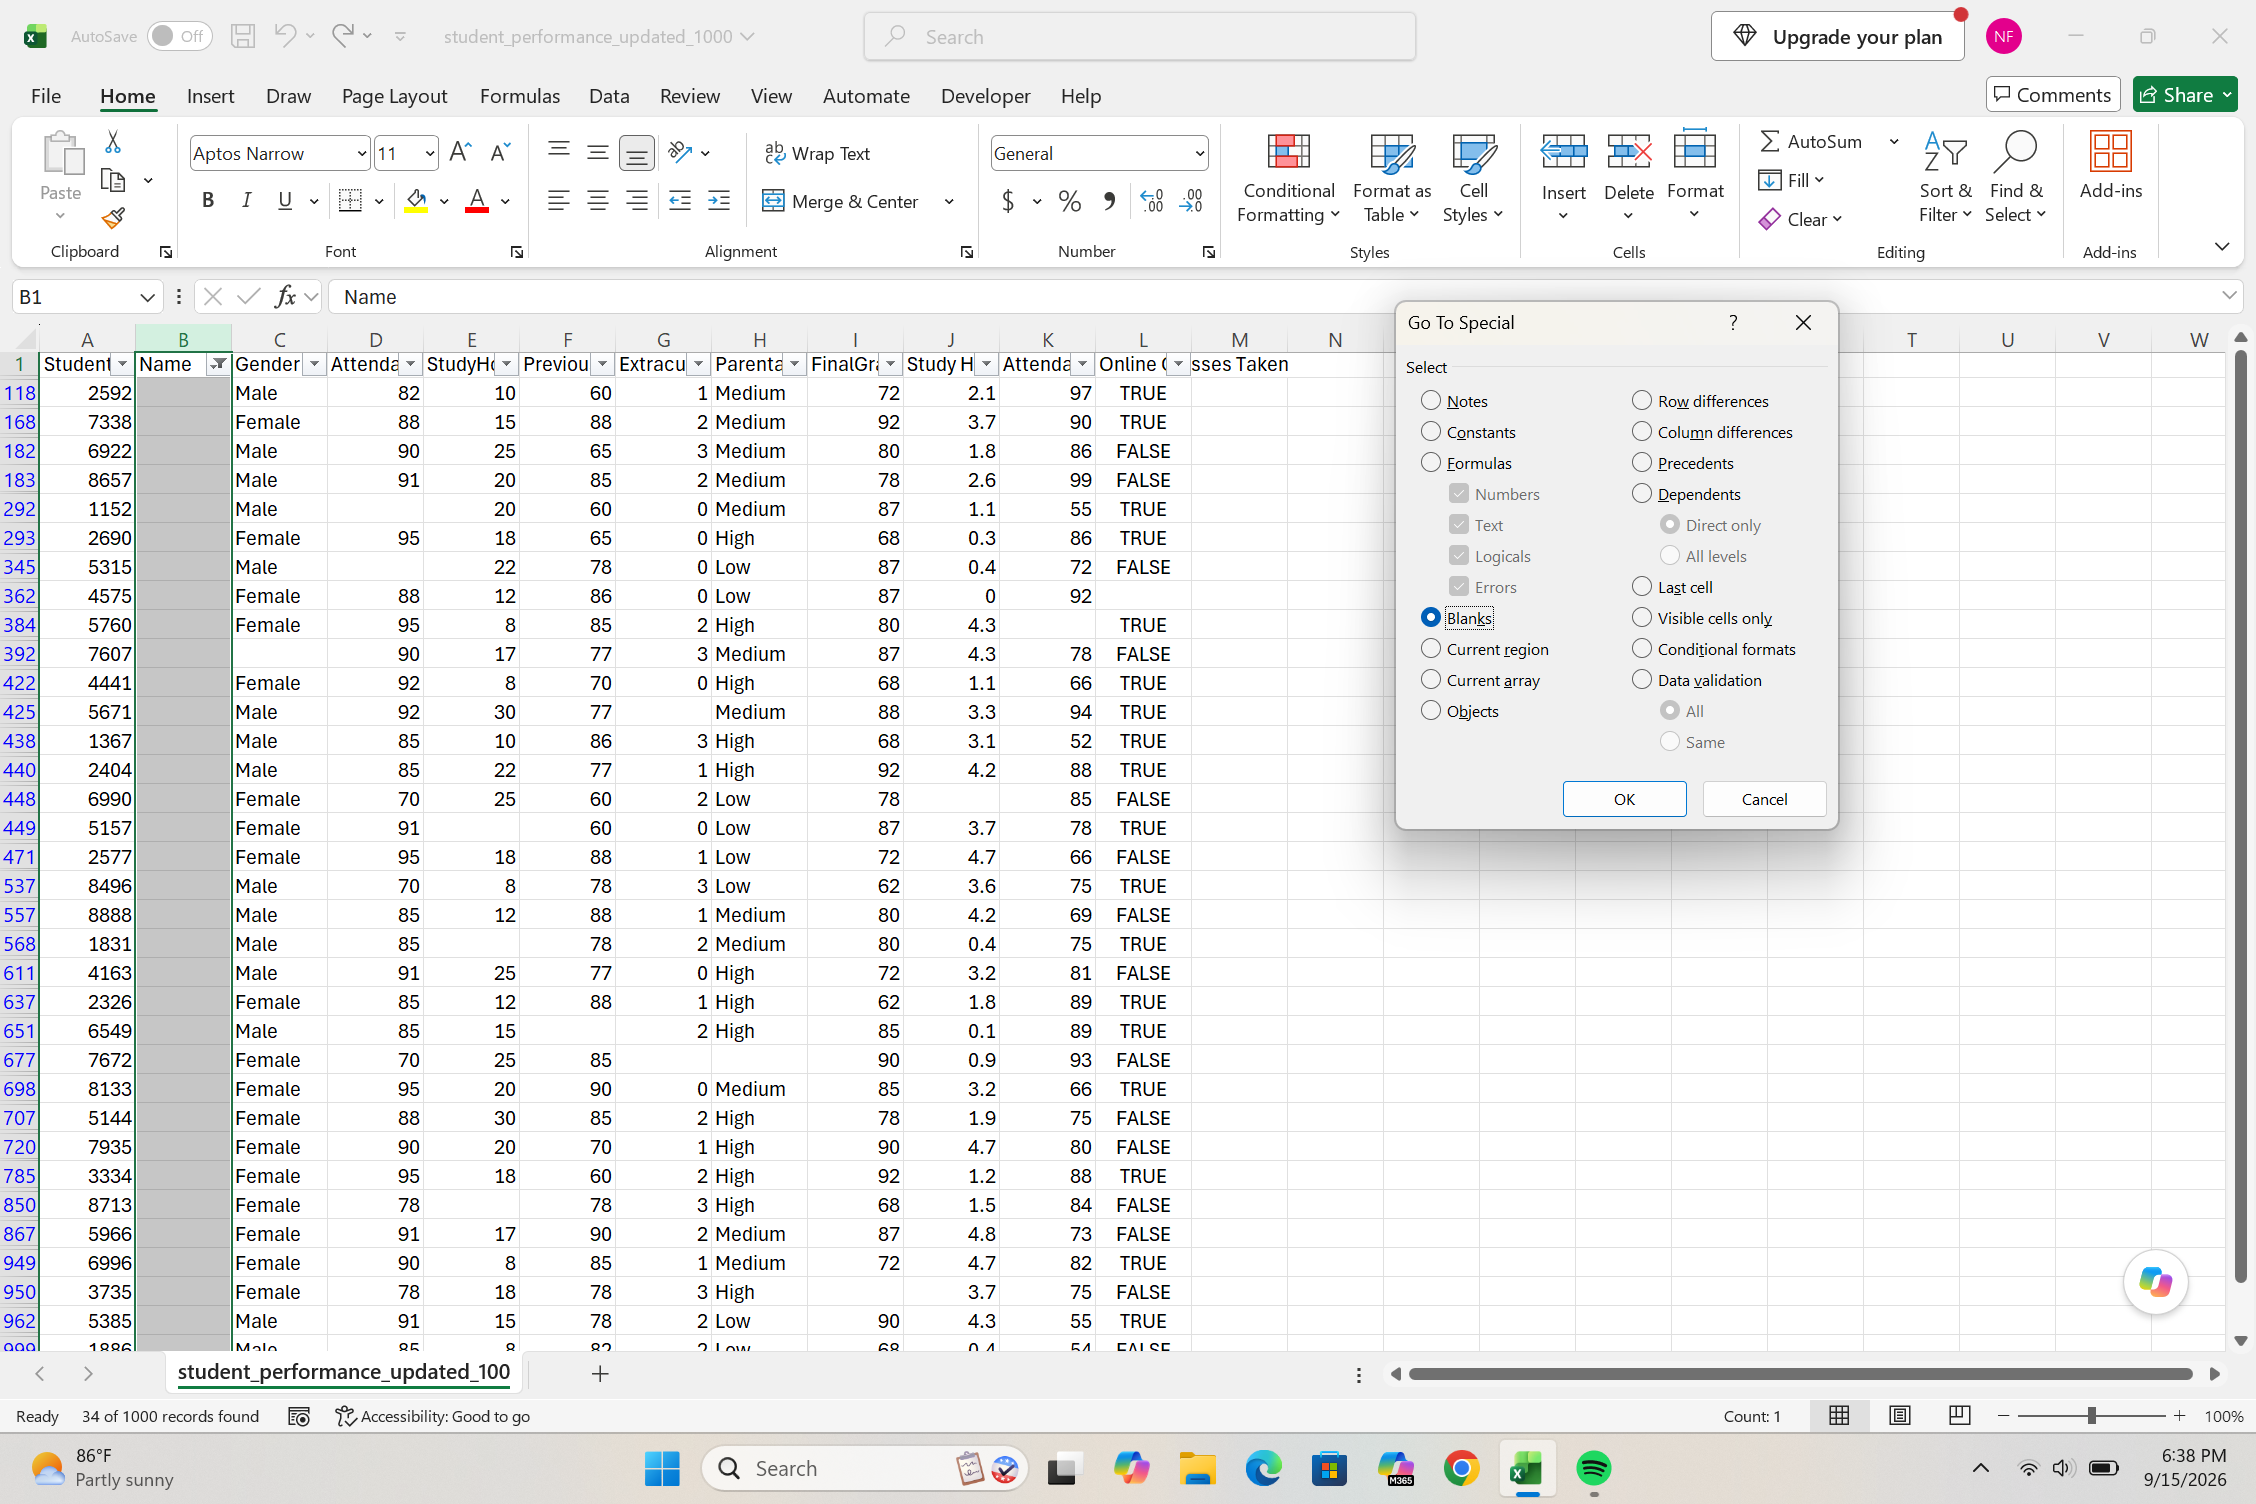 AutoSave Off student_performance_updated_1000 Search Upgrade your plan NF
File Home Insert Draw Page Layout Formulas Data Review View Automate Developer Help Comments Share
Paste Aptos Narrow 11 Wrap Text General Conditional Formatting Format as Table Cell Styles Insert Delete Format AutoSum Fill Clear Sort & Filter Find & Select Add-ins
B I U Merge & Center $ % 9
Clipboard Font Alignment Number Styles Cells Editing Add-ins
B1 fx Name
A B C D E F G H I J K L M N T U V W
1 Student Name Gender Attenda StudyHo Previou Extracu Parenta FinalGra Study H Attenda Online C sses Taken
118 2592 Male 82 10 60 1 Medium 72 2.1 97 TRUE
168 7338 Female 88 15 88 2 Medium 92 3.7 90 TRUE
182 6922 Male 90 25 65 3 Medium 80 1.8 86 FALSE
183 8657 Male 91 20 85 2 Medium 78 2.6 99 FALSE
292 1152 Male 20 60 0 Medium 87 1.1 55 TRUE
293 2690 Female 95 18 65 0 High 68 0.3 86 TRUE
345 5315 Male 22 78 0 Low 87 0.4 72 FALSE
362 4575 Female 88 12 86 0 Low 87 0 92
384 5760 Female 95 8 85 2 High 80 4.3 TRUE
392 7607 90 17 77 3 Medium 87 4.3 78 FALSE
422 4441 Female 92 8 70 0 High 68 1.1 66 TRUE
425 5671 Male 92 30 77 Medium 88 3.3 94 TRUE
438 1367 Male 85 10 86 3 High 68 3.1 52 TRUE
440 2404 Male 85 22 77 1 High 92 4.2 88 TRUE
448 6990 Female 70 25 60 2 Low 78 85 FALSE
449 5157 Female 91 60 0 Low 87 3.7 78 TRUE
471 2577 Female 95 18 88 1 Low 72 4.7 66 FALSE
537 8496 Male 70 8 78 3 Low 62 3.6 75 TRUE
557 8888 Male 85 12 88 1 Medium 80 4.2 69 FALSE
568 1831 Male 85 78 2 Medium 80 0.4 75 TRUE
611 4163 Male 91 25 77 0 High 72 3.2 81 FALSE
637 2326 Female 85 12 88 1 High 62 1.8 89 TRUE
651 6549 Male 85 15 2 High 85 0.1 89 TRUE
677 7672 Female 70 25 85 90 0.9 93 FALSE
698 8133 Female 95 20 90 0 Medium 85 3.2 66 TRUE
707 5144 Female 88 30 85 2 High 78 1.9 75 FALSE
720 7935 Female 90 20 70 1 High 90 4.7 80 FALSE
785 3334 Female 95 18 60 2 High 92 1.2 88 TRUE
850 8713 Female 78 78 3 High 68 1.5 84 FALSE
867 5966 Female 91 17 90 2 Medium 87 4.8 73 FALSE
949 6996 Female 90 8 85 1 Medium 72 4.7 82 TRUE
950 3735 Female 78 18 78 3 High 3.7 75 FALSE
962 5385 Male 91 15 78 2 Low 90 4.3 55 TRUE
999 1886 Male 85 8 82 2 Low 68 0.4 54 FALSE
Go To Special ?
Select
Notes Row differences
Constants Column differences
Formulas Precedents
Numbers Dependents
Text Direct only
Logicals All levels
Errors Last cell
Blanks Visible cells only
Current region Conditional formats
Current array Data validation
Objects All
Same
OK Cancel
student_performance_updated_100
Ready 34 of 1000 records found Accessibility: Good to go Count: 1 100%
86°F
Partly sunny
Search
M365
6:38 PM
9/15/2026